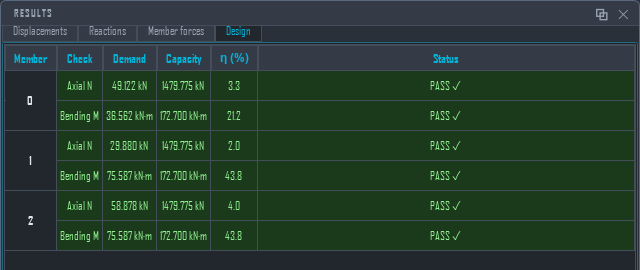 RESULTS
Displacements Reactions Member forces Design
Member Check Demand Capacity η (%) Status
0 Axial N 49.122 kN 1479.775 kN 3.3 PASS ✓
Bending M 36.562 kN·m 172.700 kN·m 21.2 PASS ✓
1 Axial N 29.880 kN 1479.775 kN 2.0 PASS ✓
Bending M 75.587 kN·m 172.700 kN·m 43.8 PASS ✓
2 Axial N 58.878 kN 1479.775 kN 4.0 PASS ✓
Bending M 75.587 kN·m 172.700 kN·m 43.8 PASS ✓